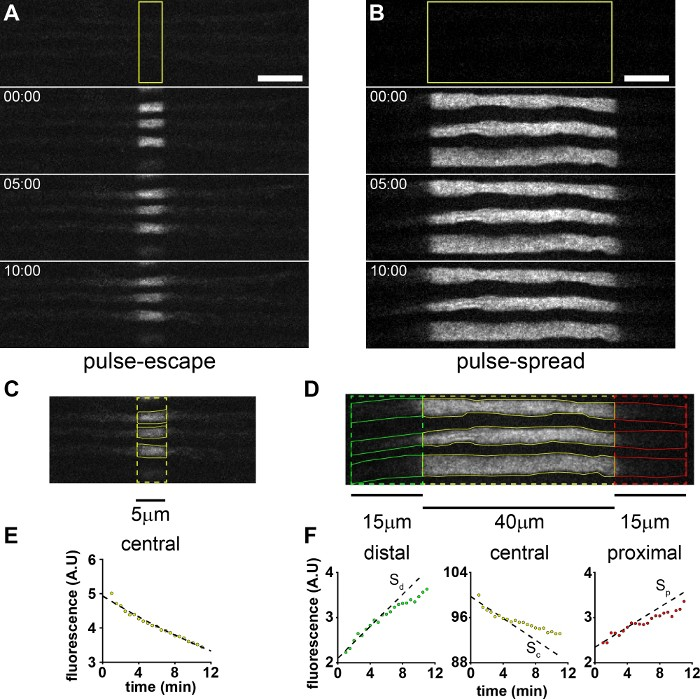 A
B
00:00
00:00
05:00
05:00
10:00
10:00
pulse-escape
pulse-spread
C
D
5μm
15μm
40μm
15μm
E
central
F
distal
central
proximal
fluorescence (A.U)
6
5
4
3
0
4
8
12
time (min)
fluorescence (A.U)
4
3
2
0
4
8
12
S_d
104
96
88
0
4
8
12
time (min)
S_c
4
3
2
0
4
8
12
S_p